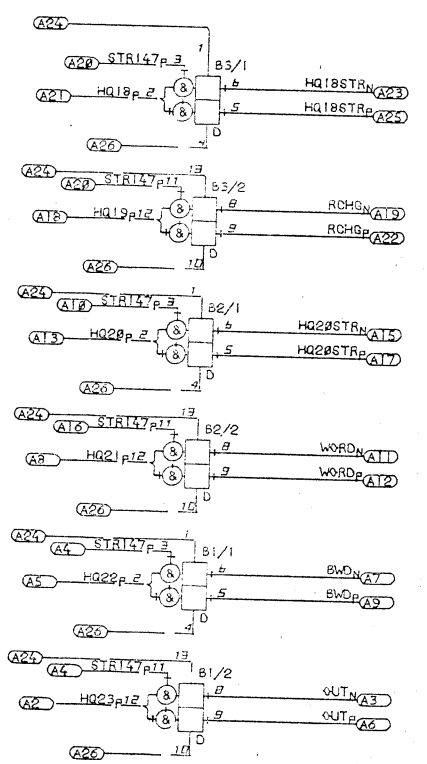 A24
1
B3/1
A20 STR147P 3
6 HQ18STRN A23
A21 HQ18P 2
5 HQ18STRP A25
D
A26
A24 13
A20 STR147P 11 B3/2
8 RCHGN A19
A18 HQ19P 12
9 RCHGP A22
D
A26 10
A24 1
A10 STR147P 3 B2/1
6 HQ20STRN A15
A13 HQ20P 2
5 HQ20STRP A17
D
A26 4
A24 13
A16 STR147P 11 B2/2
8 WORDN A11
A8 HQ21P 12
9 WORDP A12
D
A26 10
A24 1
A4 STR147P 3 B1/1
6 BWDN A7
A5 HQ22P 2
5 BWDP A9
D
A26 4
A24 13
A4 STR147P 11 B1/2
8 OUTN A3
A2 HQ23P 12
9 OUTP A6
D
A26 10
& & & & & & & & & & & &